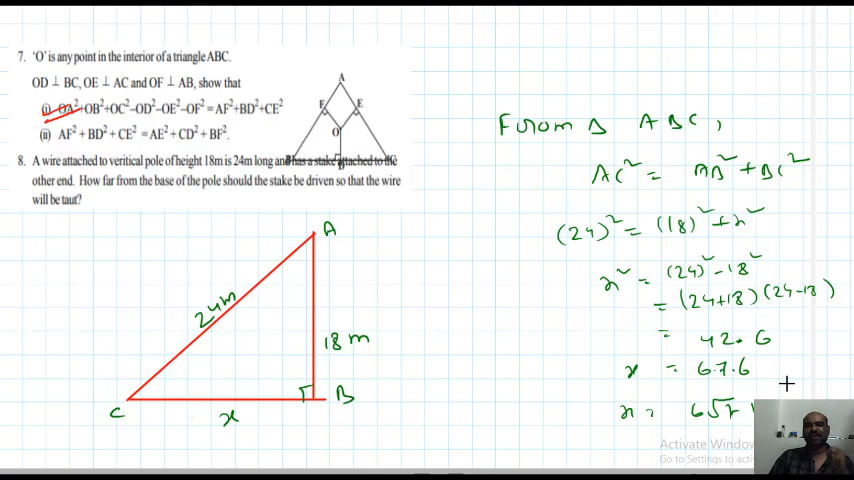 7. 'O' is any point in the interior of a triangle ABC.
OD ⊥ BC, OE ⊥ AC and OF ⊥ AB, show that
(i) OA²+OB²+OC²–OD²–OE²–OF² = AF²+BD²+CE²
(ii) AF² + BD² + CE² = AE² + CD² + BF².
A
F
E
O
B
D
8. A wire attached to veritical pole of height 18m is 24m long and has a stake attached to the
other end. How far from the base of the pole should the stake be driven so that the wire
will be taut?
A
24m
18 m
C
x
B
From Δ ABC,
AC² = AB² + BC²
(24)² = (18)² + x²
x² = (24)² - 18²
= (24+18) (24-18)
= 42.6
x = 6.7.6
x = 6√7
Activate Window
Go to Settings to acti